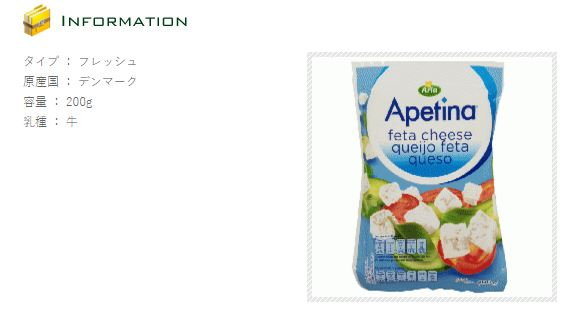 INFORMATION
タイプ ： フレッシュ
原産国 ： デンマーク
容量 ： 200g
乳種 ： 牛
Arla
Apetina
feta cheese
queijo feta
queso